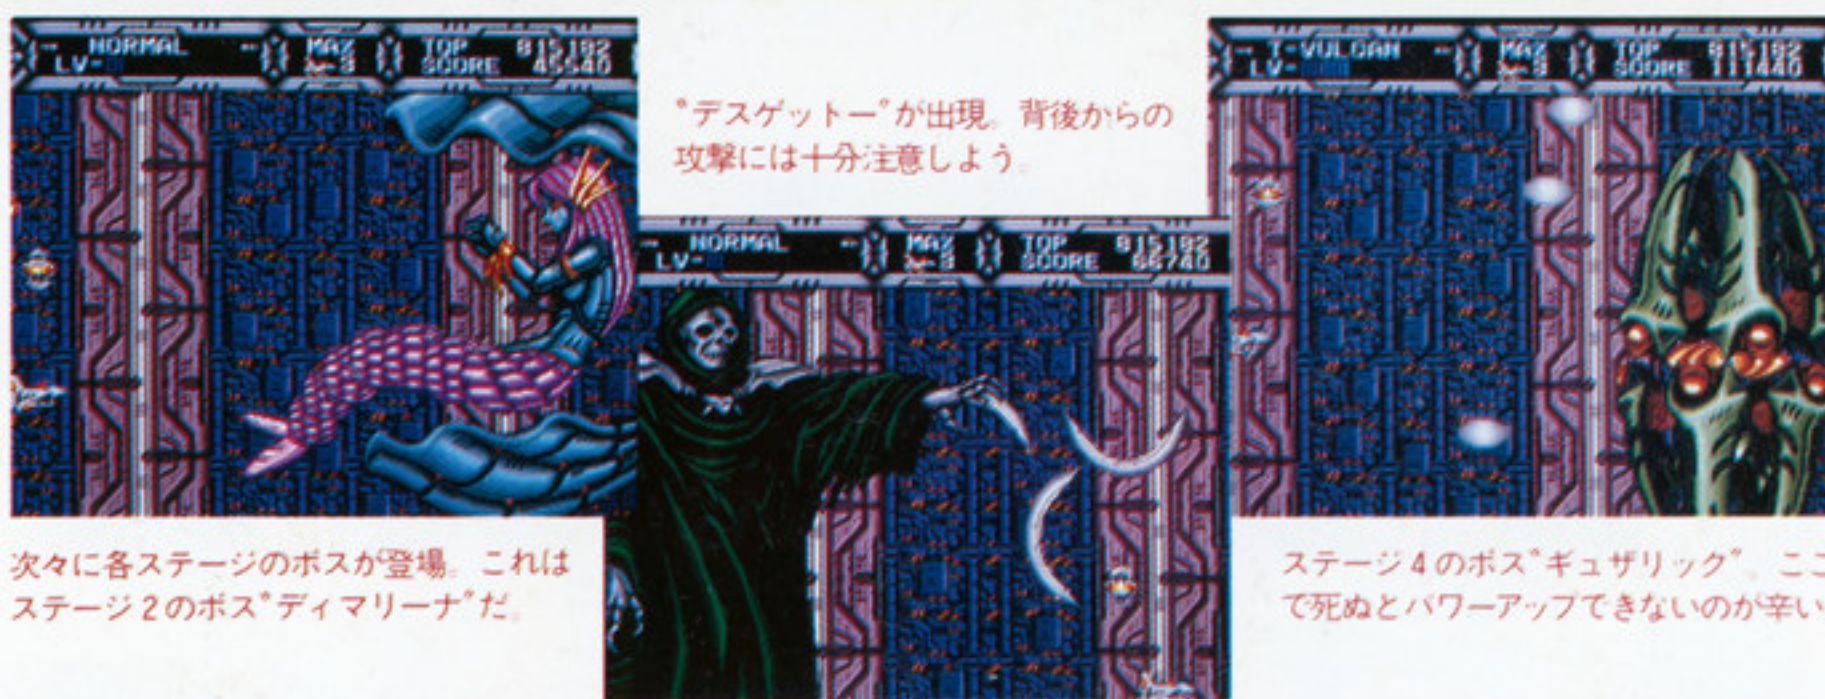 NORMAL
LV-
MAX
3
TOP 815182
SCORE 45540
次々に各ステージのボスが登場。これは
ステージ2のボス“ディマリーナ”だ。
“デスゲットー”が出現。背後からの
攻撃には十分注意しよう。
NORMAL
LV-
MAX
3
TOP 815182
SCORE 66740
T-VULCAN
LV-
MAX
3
TOP 815182
SCORE 111440
ステージ4のボス“ギュザリック”。ここ
で死ぬとパワーアップできないのが辛い